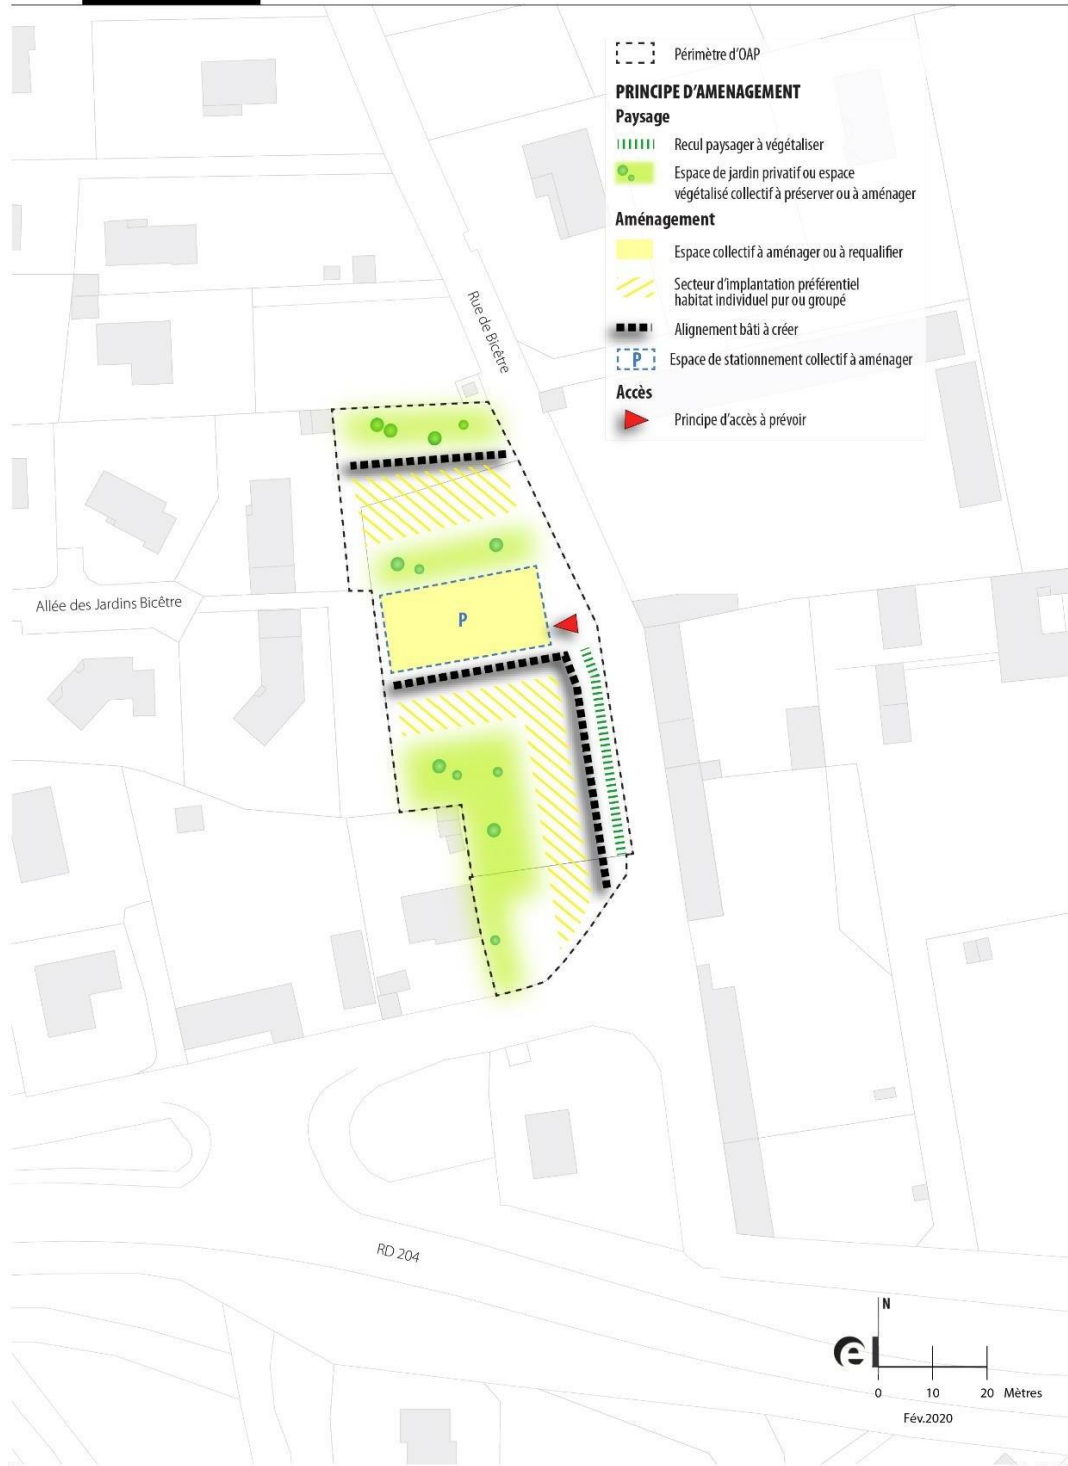 Périmètre d'OAP
PRINCIPE D'AMENAGEMENT
Paysage
Recul paysager à végétaliser
Espace de jardin privatif ou espace
végétalisé collectif à préserver ou à aménager
Aménagement
Espace collectif à aménager ou à requalifier
Secteur d'implantation préférentiel
habitat individuel pur ou groupé
Alignement bâti à créer
P Espace de stationnement collectif à aménager
Accès
Principe d'accès à prévoir
Rue de Bicêtre
Allée des Jardins Bicêtre
P
RD 204
N
e
0 10 20 Mètres
Fév.2020